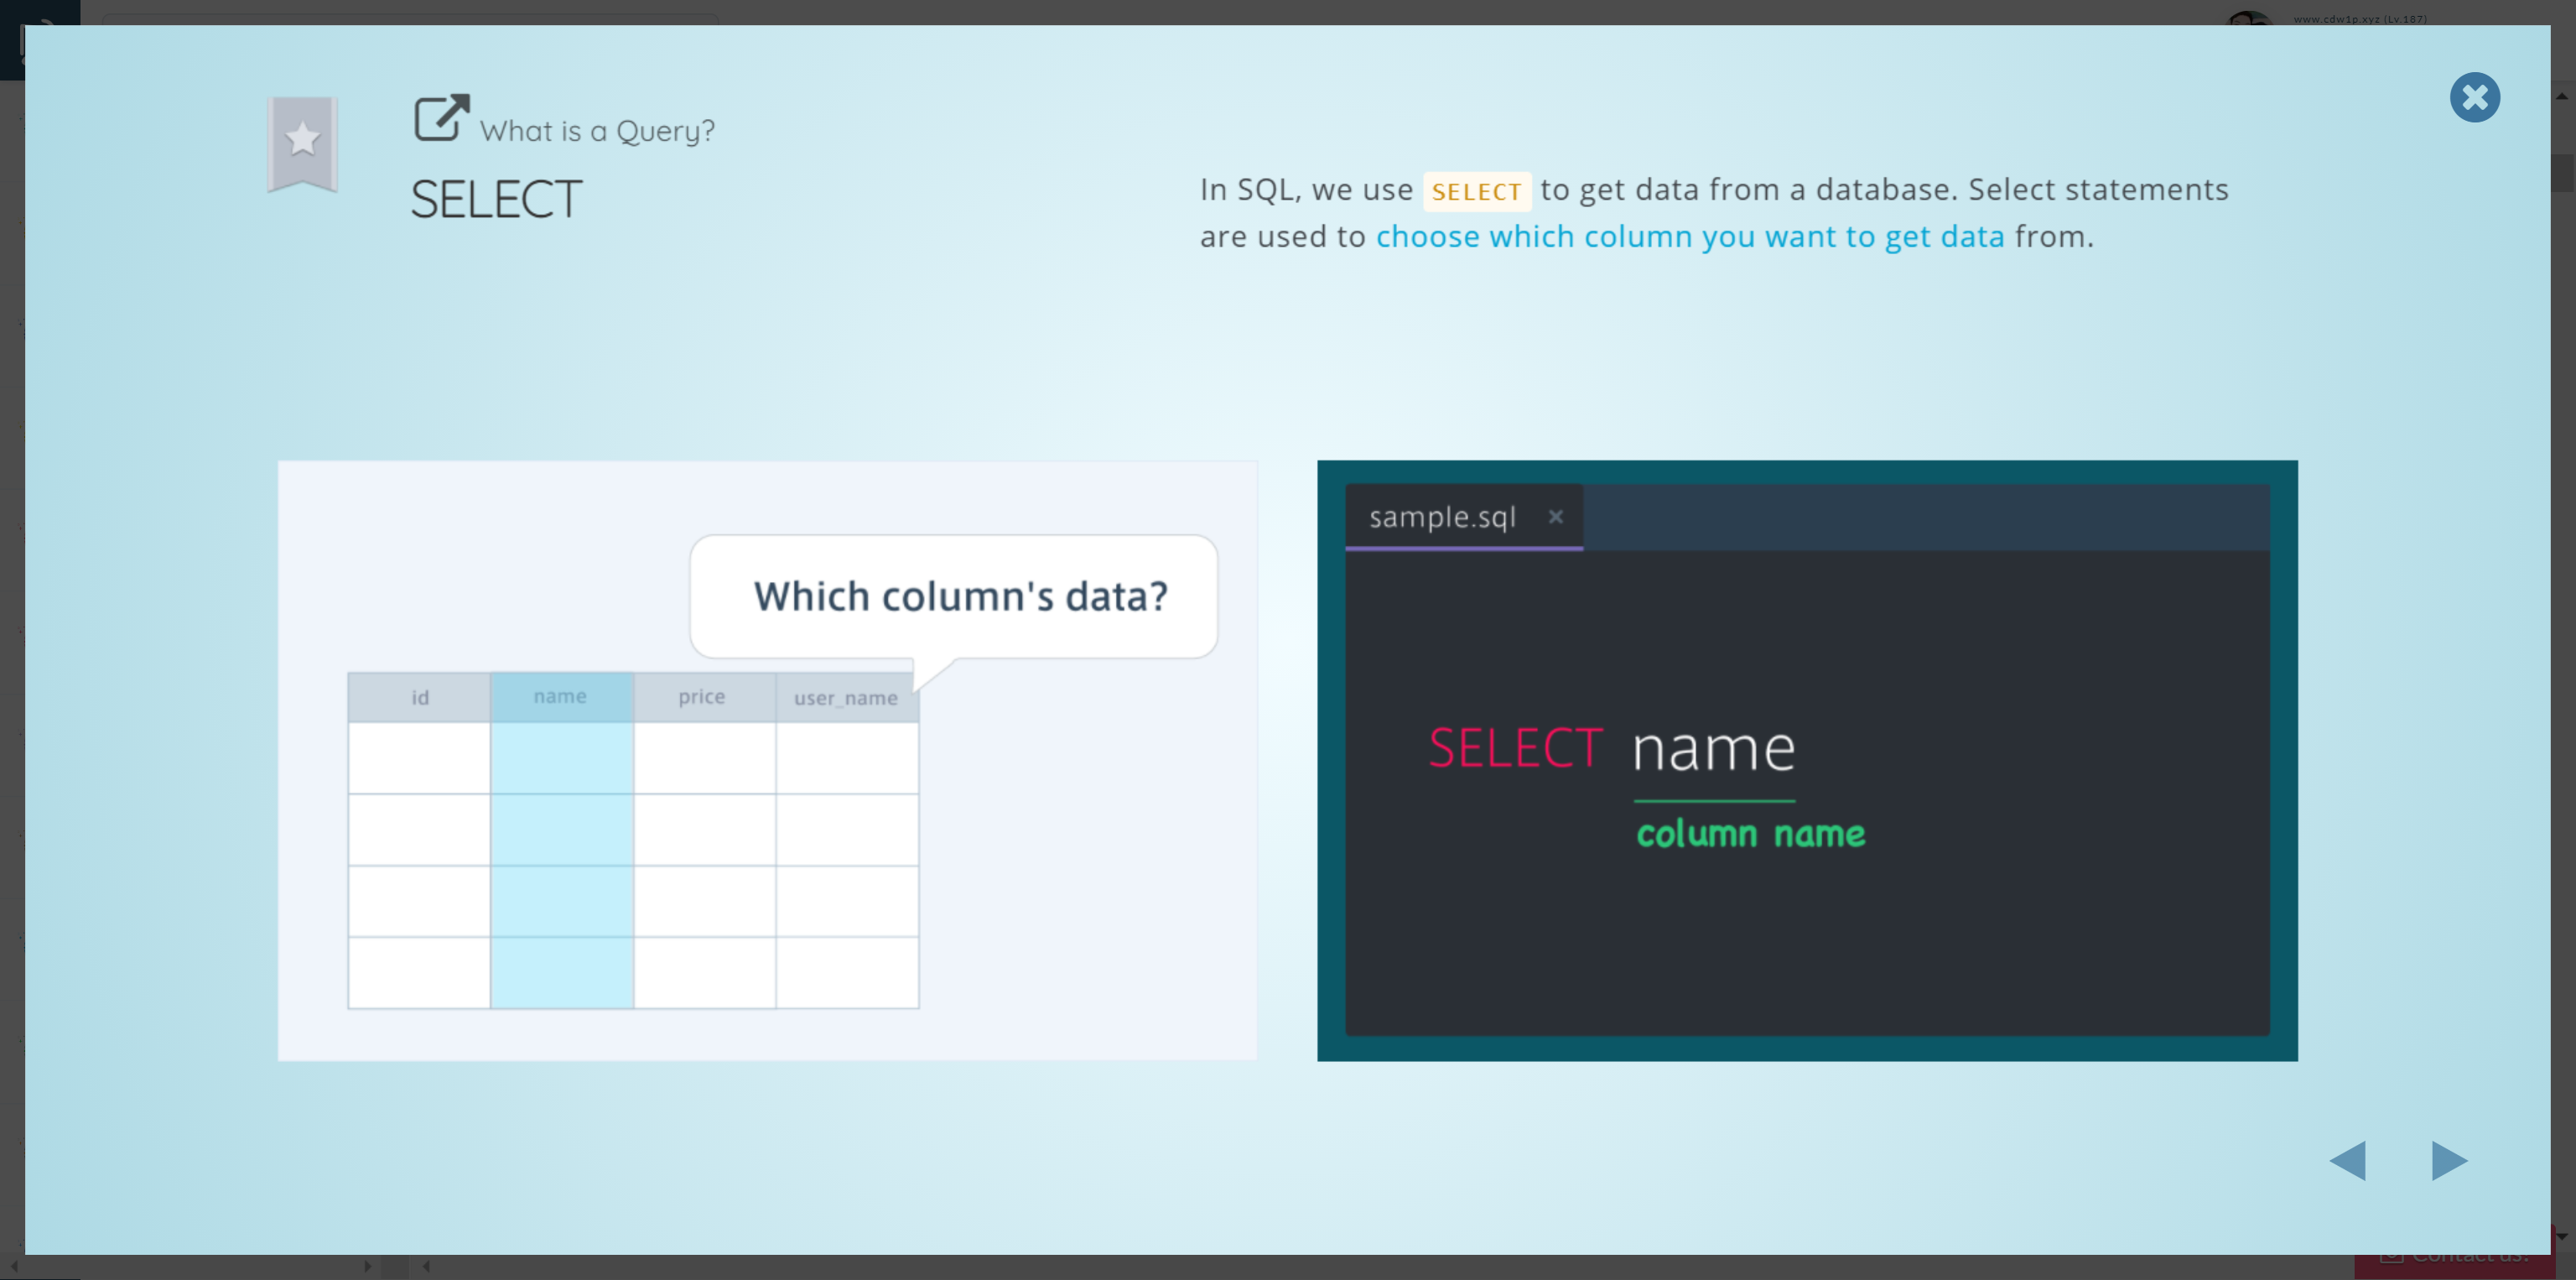 www.cdw1p.xyz (Lv.187)
What is a Query?
SELECT
In SQL, we use SELECT to get data from a database. Select statements
are used to choose which column you want to get data from.
Which column's data?
id name price user_name
sample.sql ×
SELECT name
column name
Contact us!